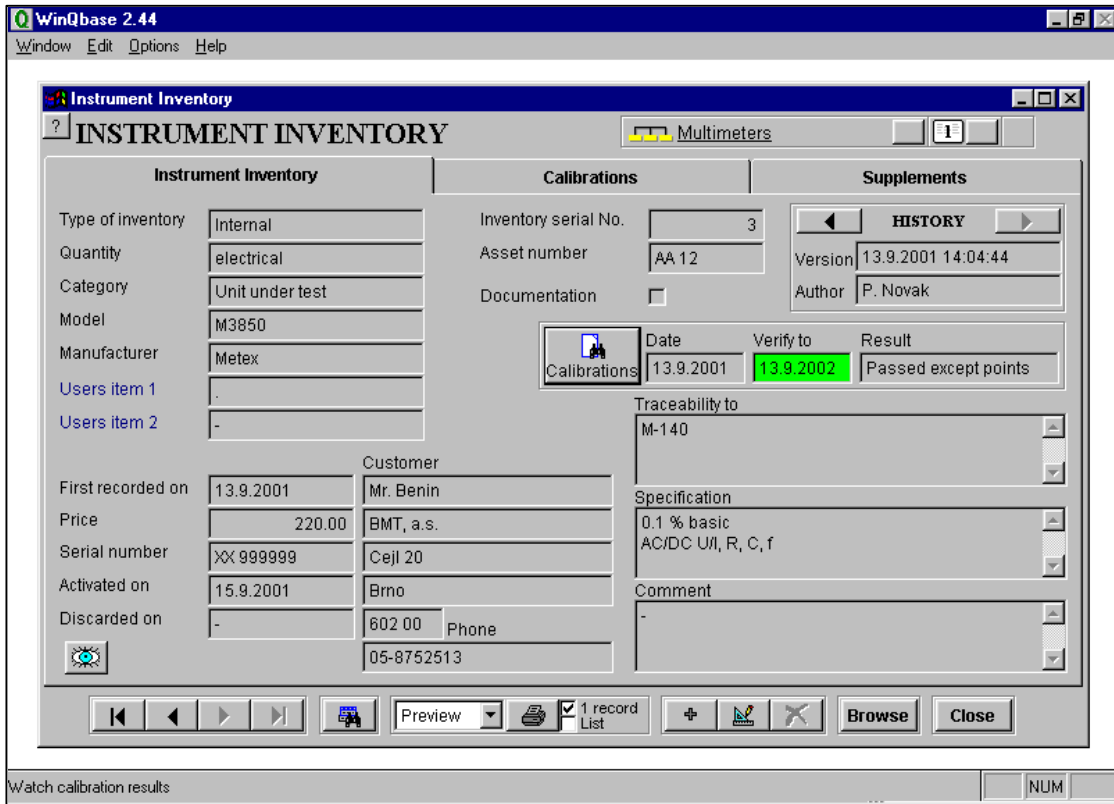 WinQbase 2.44
Window Edit Options Help
Instrument Inventory
? INSTRUMENT INVENTORY
Multimeters
1
Instrument Inventory
Calibrations
Supplements
Type of inventory Internal
Quantity electrical
Category Unit under test
Model M3850
Manufacturer Metex
Users item 1 .
Users item 2 -
Inventory serial No. 3
Asset number AA 12
Documentation
HISTORY
Version 13.9.2001 14:04:44
Author P. Novak
Calibrations
Date Verify to Result
13.9.2001 13.9.2002 Passed except points
Traceability to
M-140
Specification
0.1 % basic
AC/DC U/I, R, C, f
Comment
-
Customer
First recorded on 13.9.2001 Mr. Benin
Price 220.00 BMT, a.s.
Serial number XX 999999 Cejl 20
Activated on 15.9.2001 Brno
Discarded on - 602 00 Phone
05-8752513
Preview
1 record
List
Browse
Close
Watch calibration results
NUM